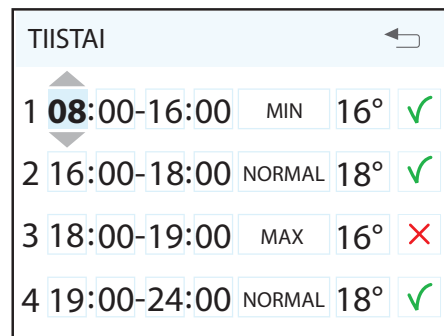 TIISTAI
1 08:00-16:00 MIN 16°
2 16:00-18:00 NORMAL 18°
3 18:00-19:00 MAX 16°
4 19:00-24:00 NORMAL 18°